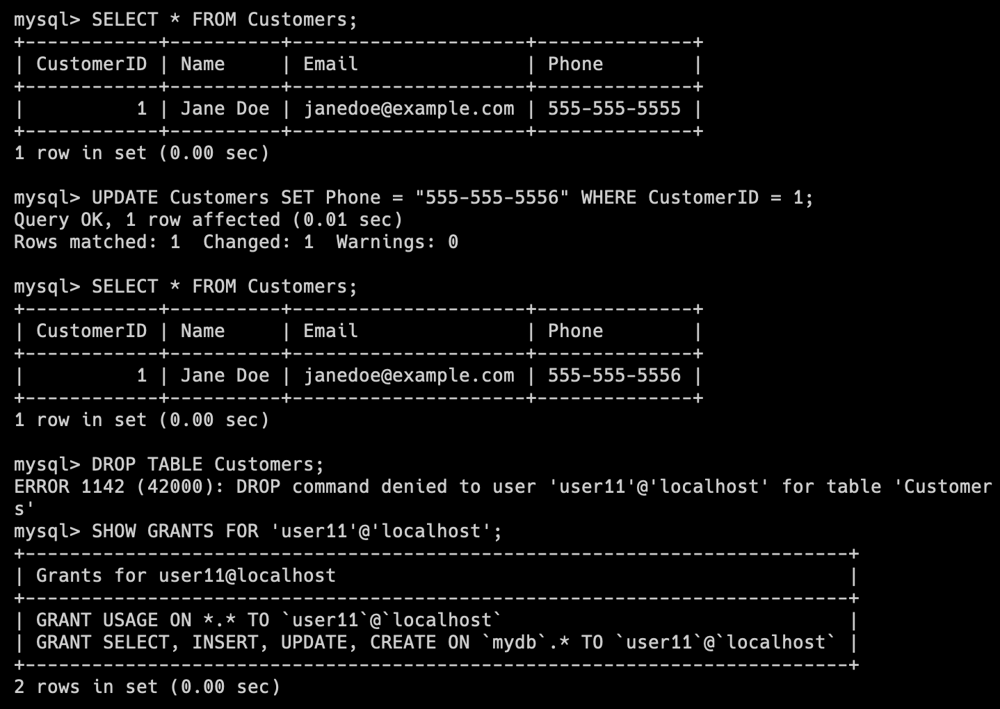 mysql> SELECT * FROM Customers;
+------------+----------+---------------------+--------------+
| CustomerID | Name     | Email               | Phone        |
+------------+----------+---------------------+--------------+
|          1 | Jane Doe | janedoe@example.com | 555-555-5555 |
+------------+----------+---------------------+--------------+
1 row in set (0.00 sec)

mysql> UPDATE Customers SET Phone = "555-555-5556" WHERE CustomerID = 1;
Query OK, 1 row affected (0.01 sec)
Rows matched: 1  Changed: 1  Warnings: 0

mysql> SELECT * FROM Customers;
+------------+----------+---------------------+--------------+
| CustomerID | Name     | Email               | Phone        |
+------------+----------+---------------------+--------------+
|          1 | Jane Doe | janedoe@example.com | 555-555-5556 |
+------------+----------+---------------------+--------------+
1 row in set (0.00 sec)

mysql> DROP TABLE Customers;
ERROR 1142 (42000): DROP command denied to user 'user11'@'localhost' for table 'Customer
s'
mysql> SHOW GRANTS FOR 'user11'@'localhost';
+--------------------------------------------------------------------------+
| Grants for user11@localhost                                              |
+--------------------------------------------------------------------------+
| GRANT USAGE ON *.* TO `user11`@`localhost`                               |
| GRANT SELECT, INSERT, UPDATE, CREATE ON `mydb`.* TO `user11`@`localhost` |
+--------------------------------------------------------------------------+
2 rows in set (0.00 sec)